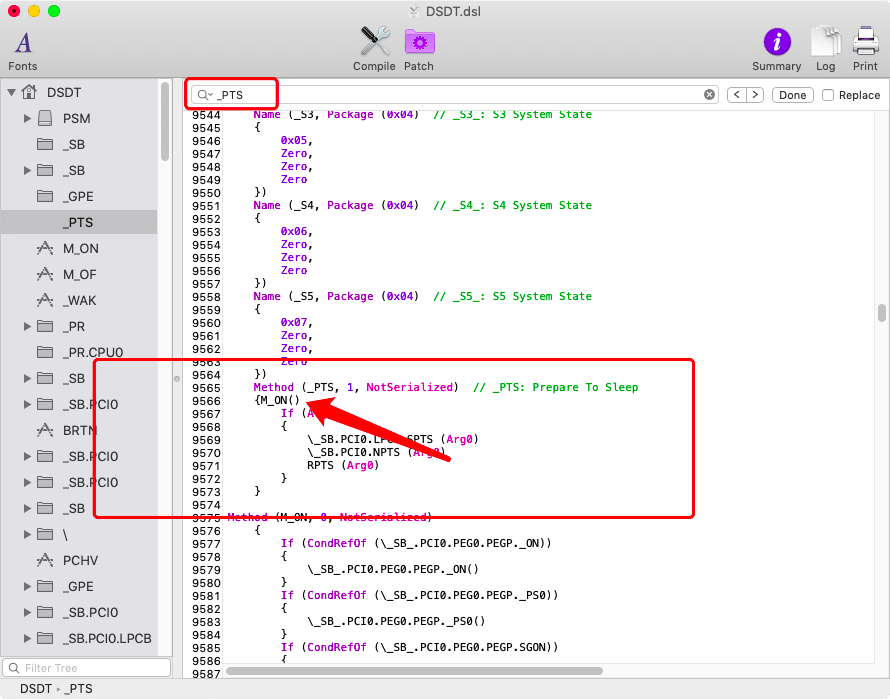 DSDT.dsl
A
Fonts
Compile
Patch
i
Summary
Log
Print
DSDT
PSM
_SB
_SB
_GPE
_PTS
M_ON
M_OF
_WAK
_PR
_PR.CPU0
_SB
_SB.PCI0
BRTN
_SB.PCI0
_SB.PCI0
_SB
\
PCHV
_GPE
_SB.PCI0
_SB.PCI0.LPCB
Filter Tree
DSDT ▸ _PTS
_PTS
< > Done Replace
9544 Name (_S3, Package (0x04) // _S3_: S3 System State
9545 {
9546 0x05,
9547 Zero,
9548 Zero,
9549 Zero
9550 })
9551 Name (_S4, Package (0x04) // _S4_: S4 System State
9552 {
9553 0x06,
9554 Zero,
9555 Zero,
9556 Zero
9557 })
9558 Name (_S5, Package (0x04) // _S5_: S5 System State
9559 {
9560 0x07,
9561 Zero,
9562 Zero,
9563 Zero
9564 })
9565 Method (_PTS, 1, NotSerialized) // _PTS: Prepare To Sleep
9566 {M_ON()
9567 If (
9568 {
9569 \_SB.PCI0. SPTS (Arg0)
9570 \_SB.PCI0.NPTS (Arg0)
9571 RPTS (Arg0)
9572 }
9573 }
9574
9575 Method (M_ON, 0, NotSerialized)
9576 {
9577 If (CondRefOf (\_SB_.PCI0.PEG0.PEGP._ON))
9578 {
9579 \_SB_.PCI0.PEG0.PEGP._ON()
9580 }
9581 If (CondRefOf (\_SB_.PCI0.PEG0.PEGP._PS0))
9582 {
9583 \_SB_.PCI0.PEG0.PEGP._PS0()
9584 }
9585 If (CondRefOf (\_SB_.PCI0.PEG0.PEGP.SGON))
9586 {
9587